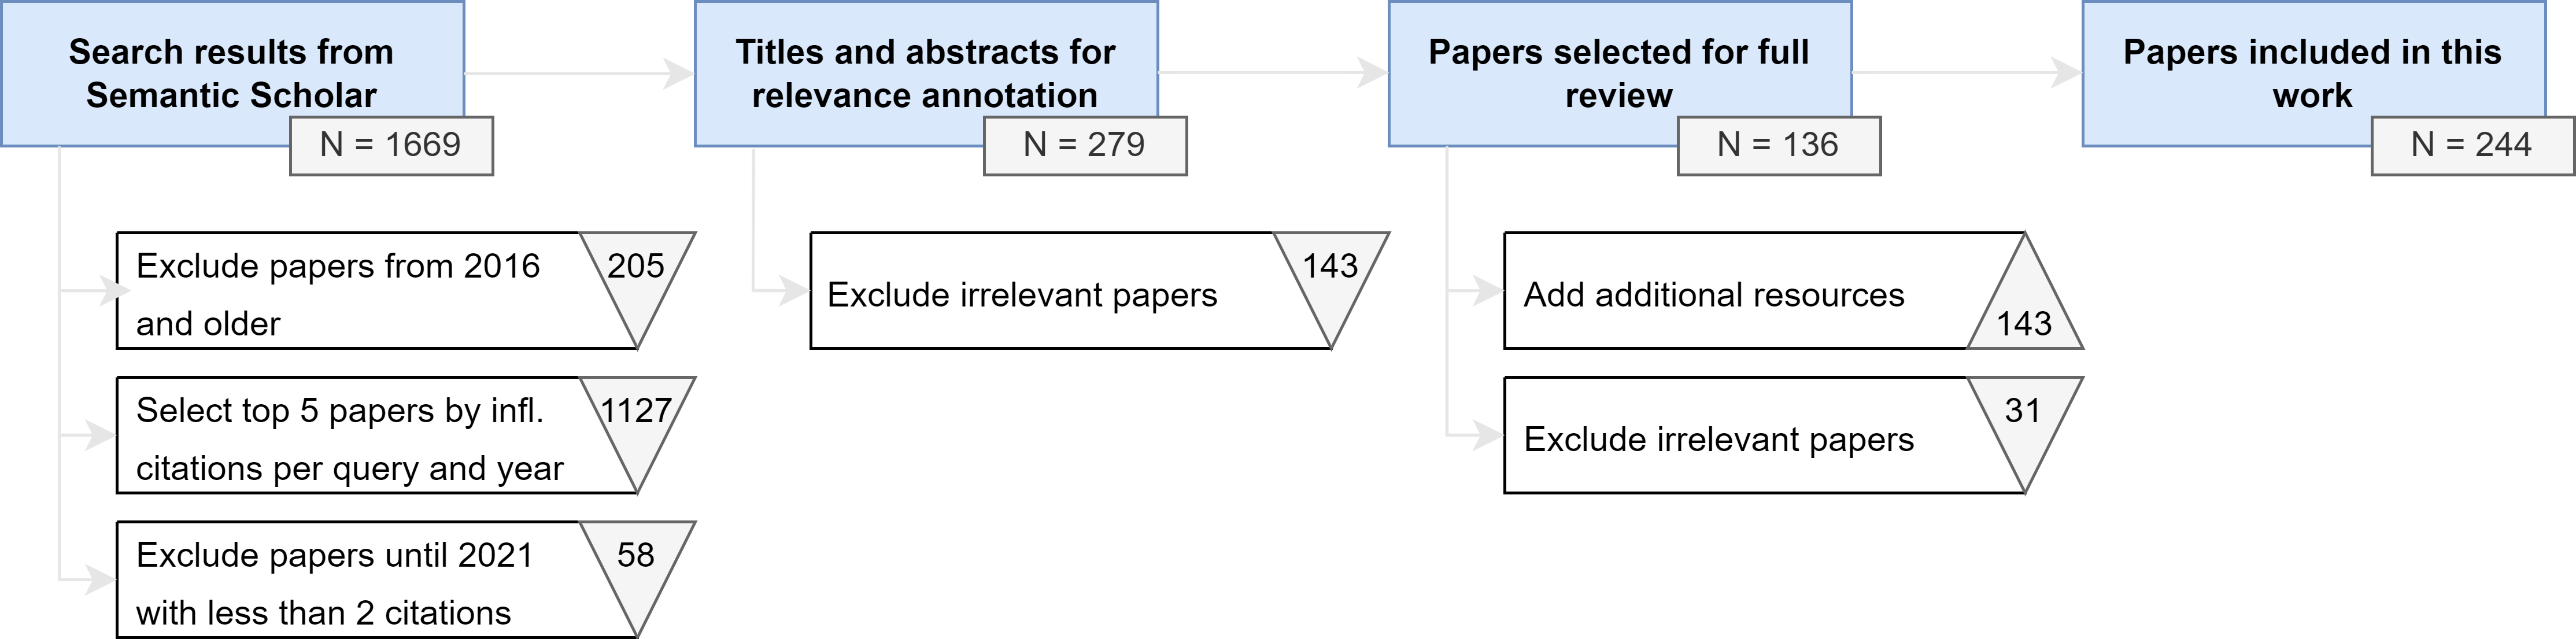 Search results from
Semantic Scholar
N = 1669
Exclude papers from 2016
and older
205
Select top 5 papers by infl.
citations per query and year
1127
Exclude papers until 2021
with less than 2 citations
58
Titles and abstracts for
relevance annotation
N = 279
Exclude irrelevant papers
143
Papers selected for full
review
N = 136
Add additional resources
143
Exclude irrelevant papers
31
Papers included in this
work
N = 244